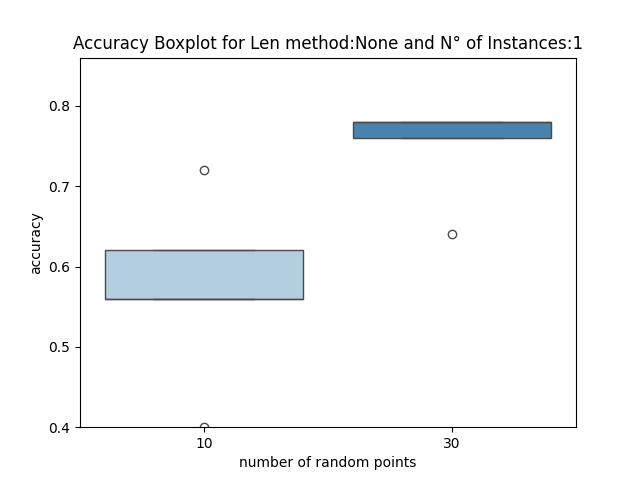 Accuracy Boxplot for Len method:None and N° of Instances:1
accuracy
0.8
0.7
0.6
0.5
0.4
10
30
number of random points